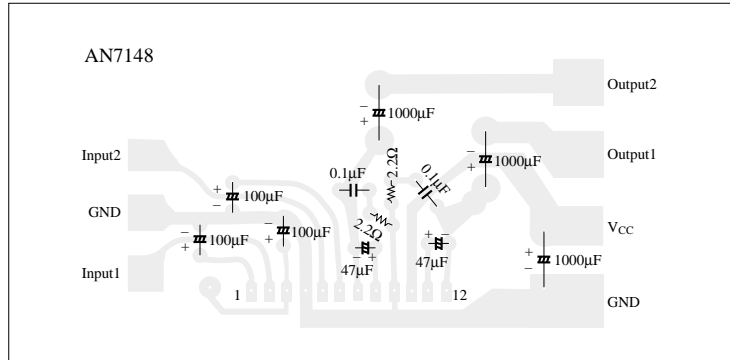 AN7148
Output2
− + 1000µF
Input2
0.1µF
2.2Ω
0.1µF
− + 1000µF
Output1
+ − 100µF
GND
− + 100µF
− + 100µF
2.2Ω
VCC
− +
47µF
+ −
47µF
+ − 1000µF
Input1
1
12
GND